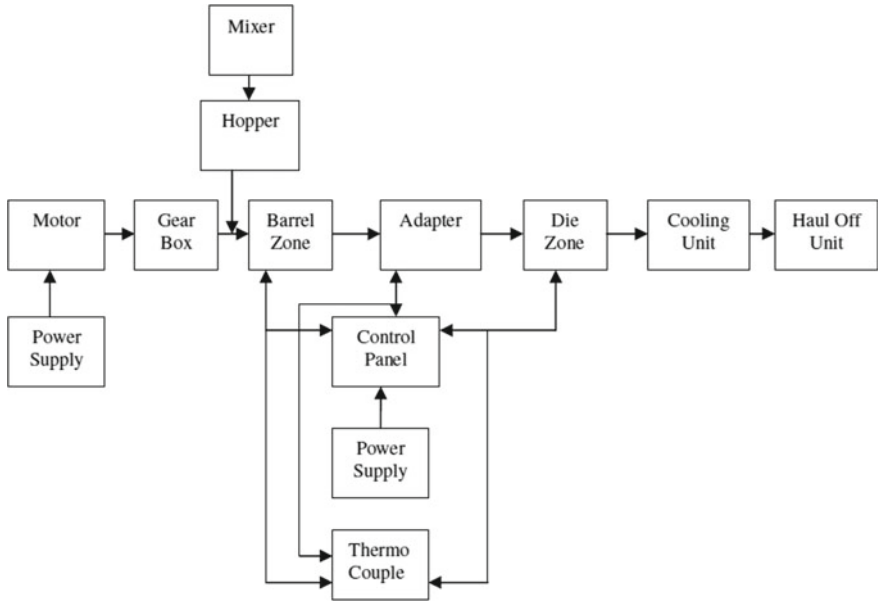 Mixer
Hopper
Motor
Gear
Box
Barrel
Zone
Adapter
Die
Zone
Cooling
Unit
Haul Off
Unit
Power
Supply
Control
Panel
Power
Supply
Thermo
Couple